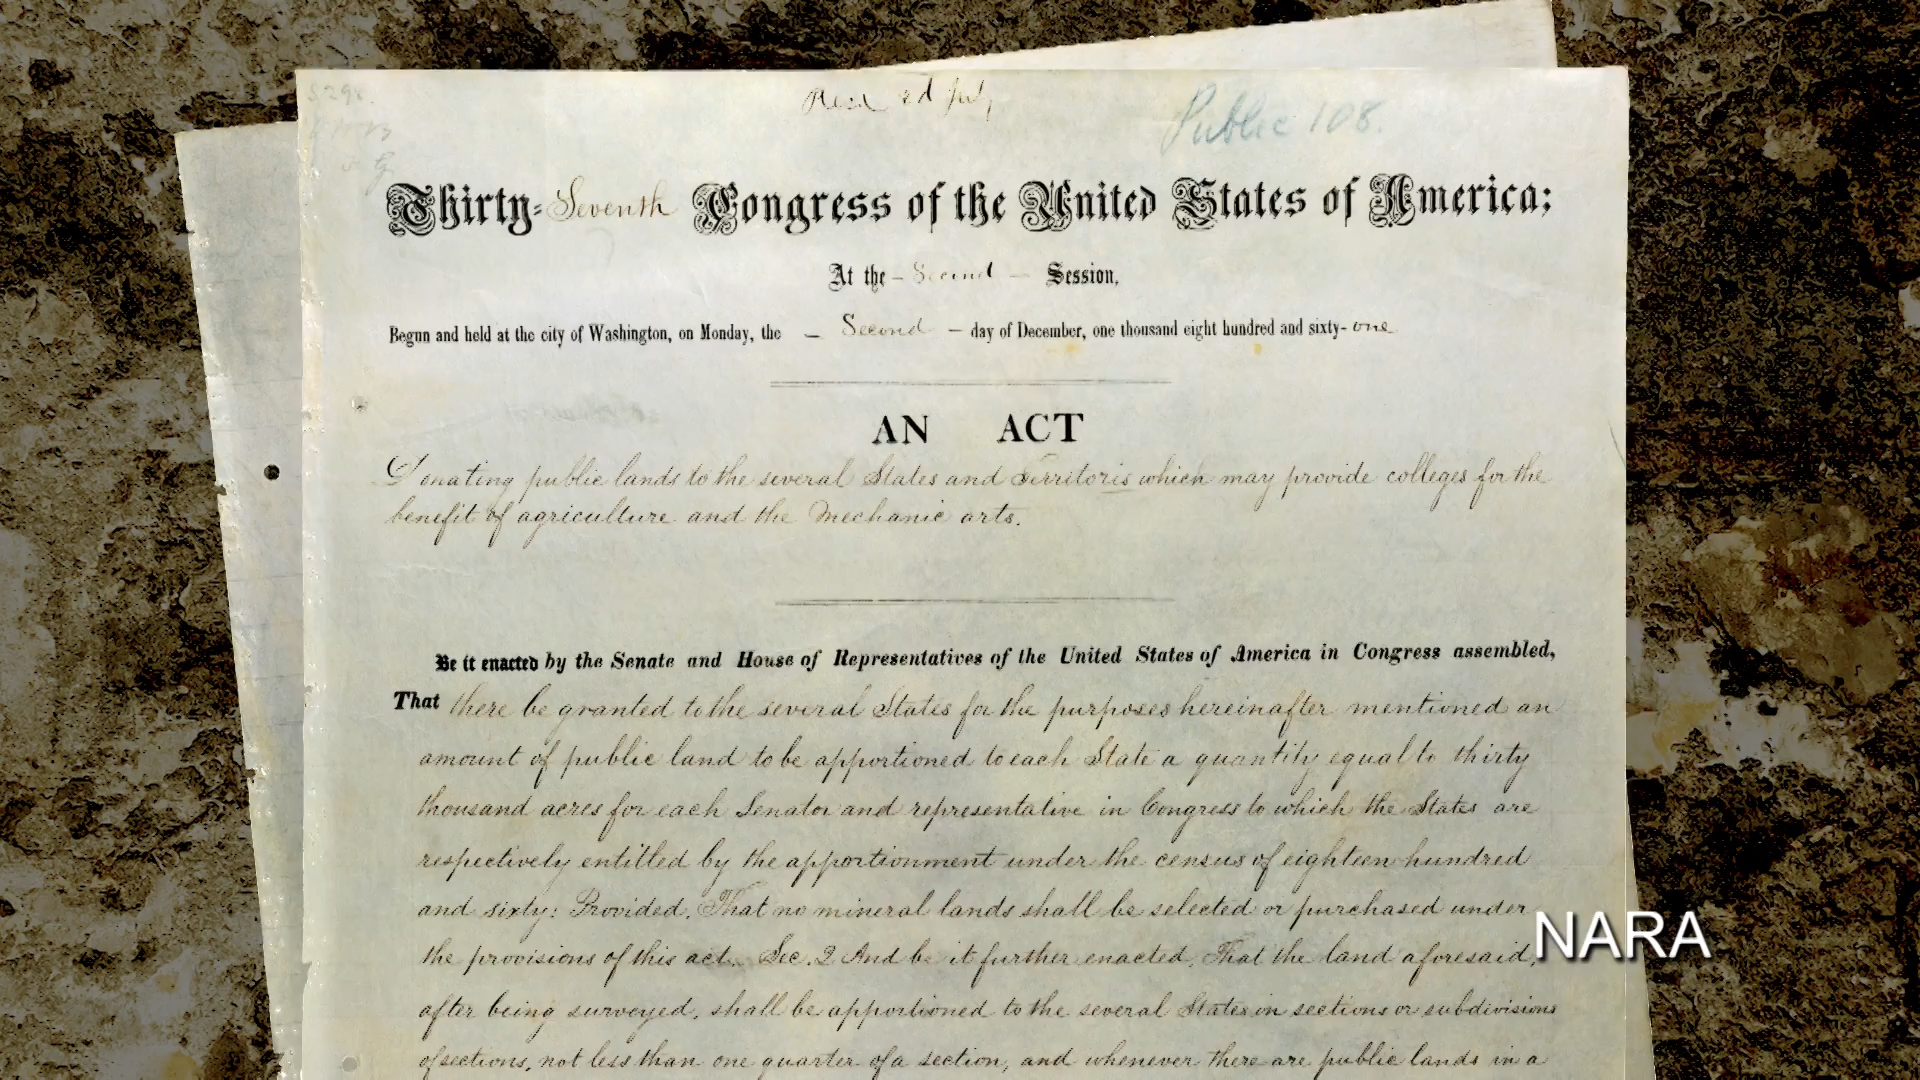 S 298.
Public 108.
Thirty-Seventh Congress of the United States of America;
At the - Second - Session,
Begun and held at the city of Washington, on Monday, the - Second - day of December, one thousand eight hundred and sixty-one
AN ACT
Donating public lands to the several States and Territoris which may provide colleges for the
benefit of agriculture and the Mechanic arts.
Be it enacted by the Senate and House of Representatives of the United States of America in Congress assembled,
That there be granted to the several States for the purposes hereinafter mentioned an
amount of public land to be apportioned to each State a quantity equal to thirty
thousand acres for each Senator and representative in Congress to which the States are
respectively entitled by the apportionment under the census of eighteen hundred
and sixty: Provided, That no mineral lands shall be selected or purchased under
the provisions of this act. Sec. 2 And be it further enacted, That the land aforesaid,
NARA
after being surveyed, shall be apportioned to the several States in sections or subdivisions
of sections, not less than one quarter of a section, and whenever there are public lands in a